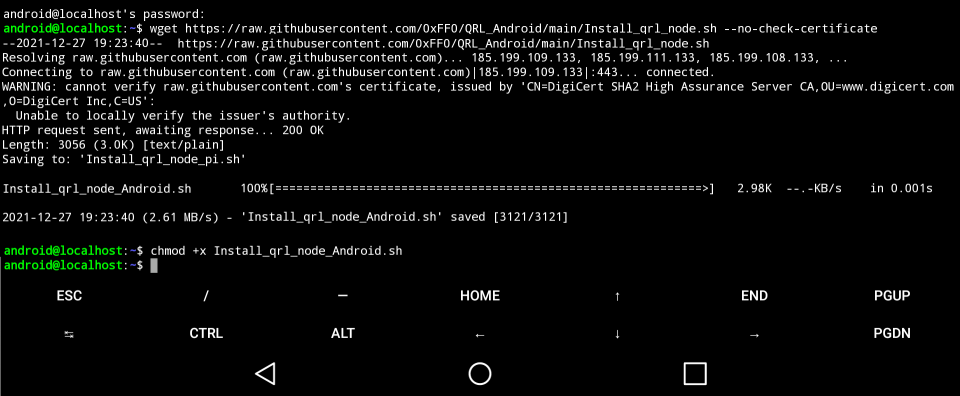 android@localhost's password:
android@localhost:~$ wget https://raw.githubusercontent.com/0xFF0/QRL_Android/main/Install_qrl_node.sh --no-check-certificate
--2021-12-27 19:23:40--  https://raw.githubusercontent.com/0xFF0/QRL_Android/main/Install_qrl_node.sh
Resolving raw.githubusercontent.com (raw.githubusercontent.com)... 185.199.109.133, 185.199.111.133, 185.199.108.133, ...
Connecting to raw.githubusercontent.com (raw.githubusercontent.com)|185.199.109.133|:443... connected.
WARNING: cannot verify raw.githubusercontent.com's certificate, issued by 'CN=DigiCert SHA2 High Assurance Server CA,OU=www.digicert.com
,O=DigiCert Inc,C=US':
  Unable to locally verify the issuer's authority.
HTTP request sent, awaiting response... 200 OK
Length: 3056 (3.0K) [text/plain]
Saving to: 'Install_qrl_node_pi.sh'
Install_qrl_node_Android.sh       100%[=============================================================>]   2.98K  --.-KB/s    in 0.001s
2021-12-27 19:23:40 (2.61 MB/s) - 'Install_qrl_node_Android.sh' saved [3121/3121]
android@localhost:~$ chmod +x Install_qrl_node_Android.sh
android@localhost:~$
ESC / — HOME ↑ END PGUP
↹ CTRL ALT ← ↓ → PGDN